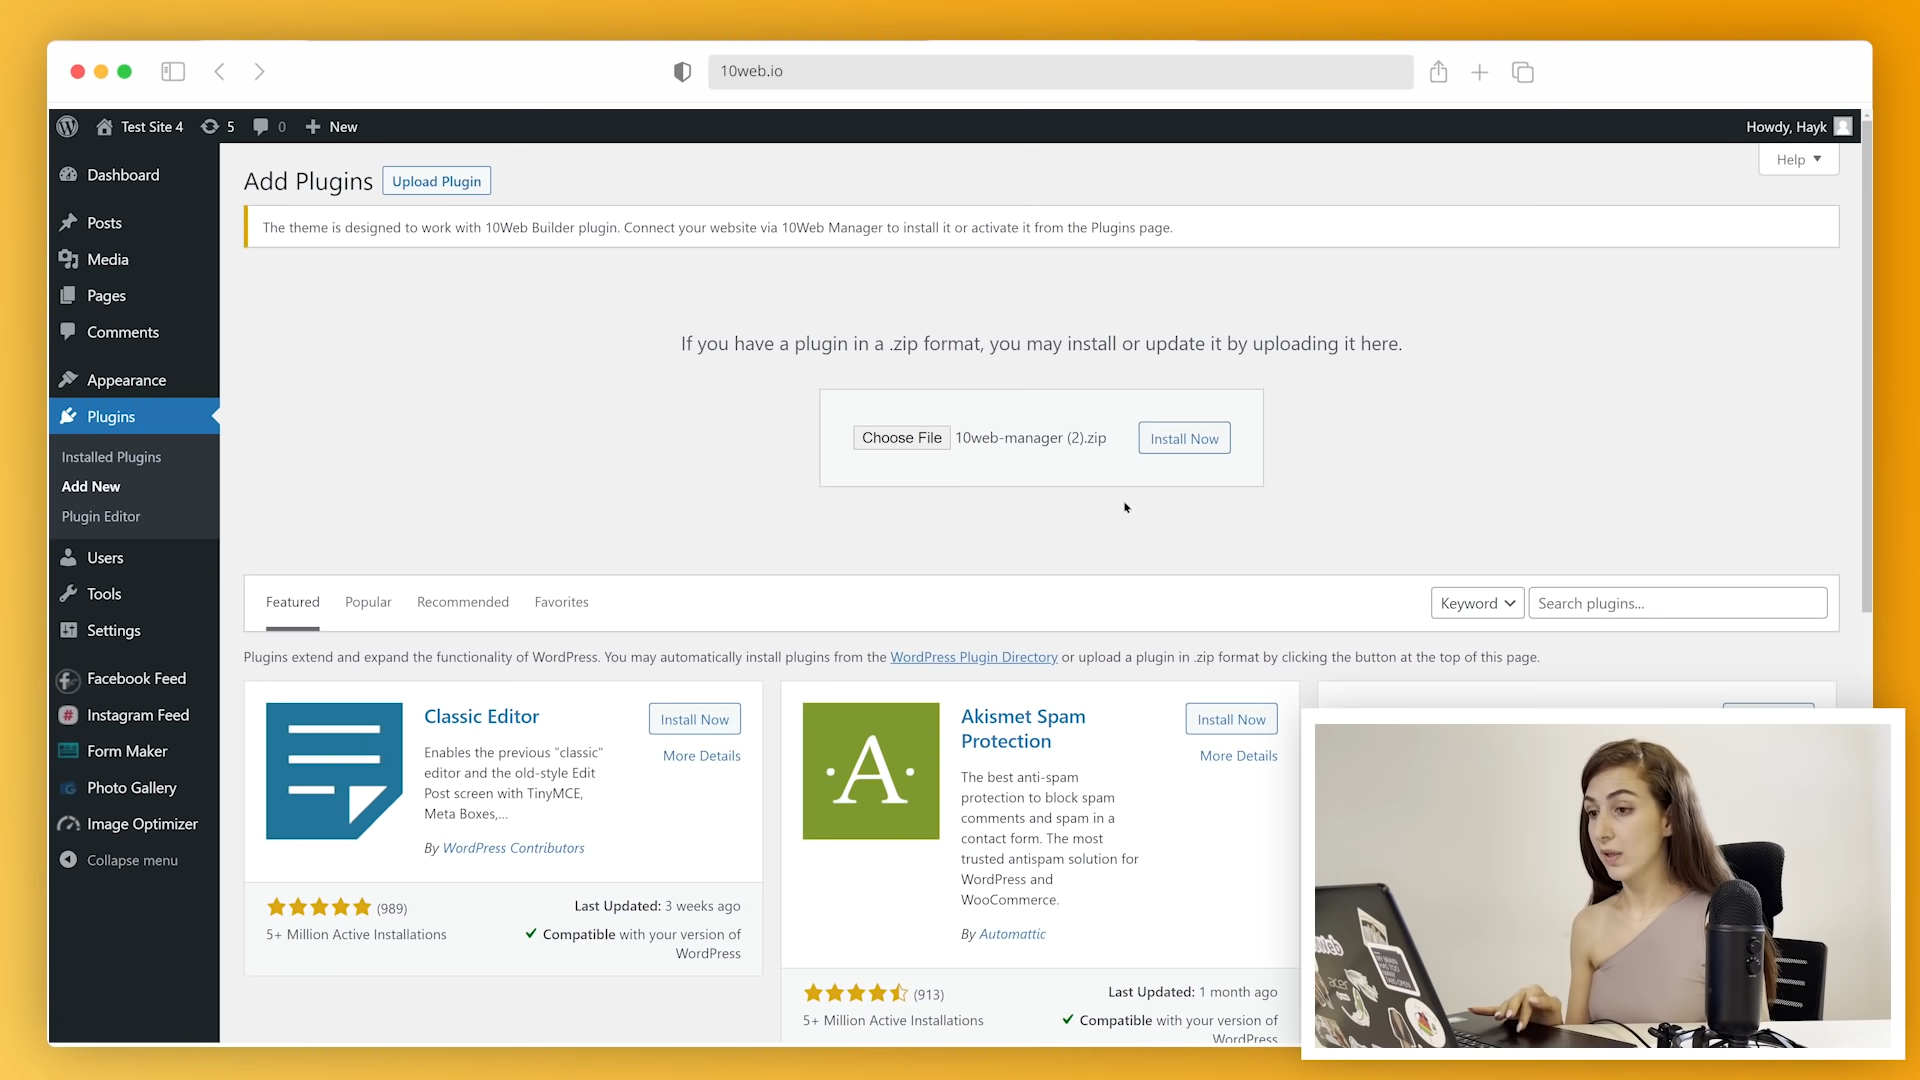 10web.io
Test Site 4
5
0
New
Howdy, Hayk
Help
Dashboard
Posts
Media
Pages
Comments
Appearance
Plugins
Installed Plugins
Add New
Plugin Editor
Users
Tools
Settings
Facebook Feed
Instagram Feed
Form Maker
Photo Gallery
Image Optimizer
Collapse menu
Add Plugins
Upload Plugin
The theme is designed to work with 10Web Builder plugin. Connect your website via 10Web Manager to install it or activate it from the Plugins page.
If you have a plugin in a .zip format, you may install or update it by uploading it here.
Choose File 10web-manager (2).zip
Install Now
Featured
Popular
Recommended
Favorites
Keyword
Search plugins...
Plugins extend and expand the functionality of WordPress. You may automatically install plugins from the WordPress Plugin Directory or upload a plugin in .zip format by clicking the button at the top of this page.
Classic Editor
Install Now
More Details
Enables the previous "classic"
editor and the old-style Edit
Post screen with TinyMCE,
Meta Boxes,...
By WordPress Contributors
(989)
5+ Million Active Installations
Last Updated: 3 weeks ago
Compatible with your version of
WordPress
A
Akismet Spam
Protection
Install Now
More Details
The best anti-spam
protection to block spam
comments and spam in a
contact form. The most
trusted antispam solution for
WordPress and
WooCommerce.
By Automattic
(913)
5+ Million Active Installations
Last Updated: 1 month ago
Compatible with your version of
WordPress
acer
MY BRAIN
HAS TOO
MANY
TABS OPEN